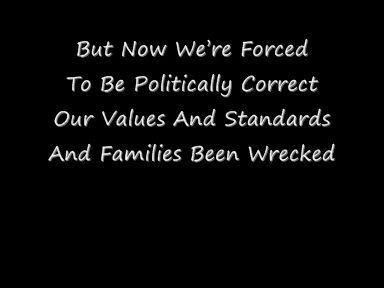 But Now We’re Forced
To Be Politically Correct
Our Values And Standards
And Families Been Wrecked